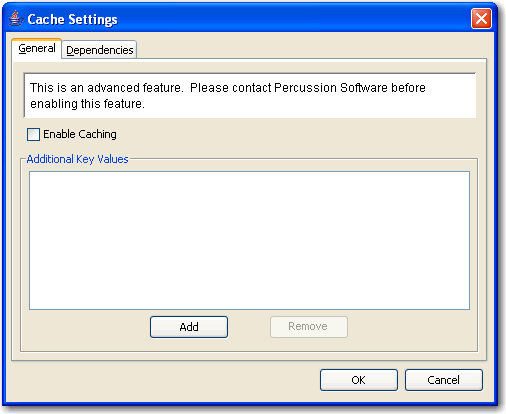 Cache Settings
General Dependencies
This is an advanced feature.  Please contact Percussion Software before
enabling this feature.
Enable Caching
Additional Key Values
Add Remove
OK Cancel